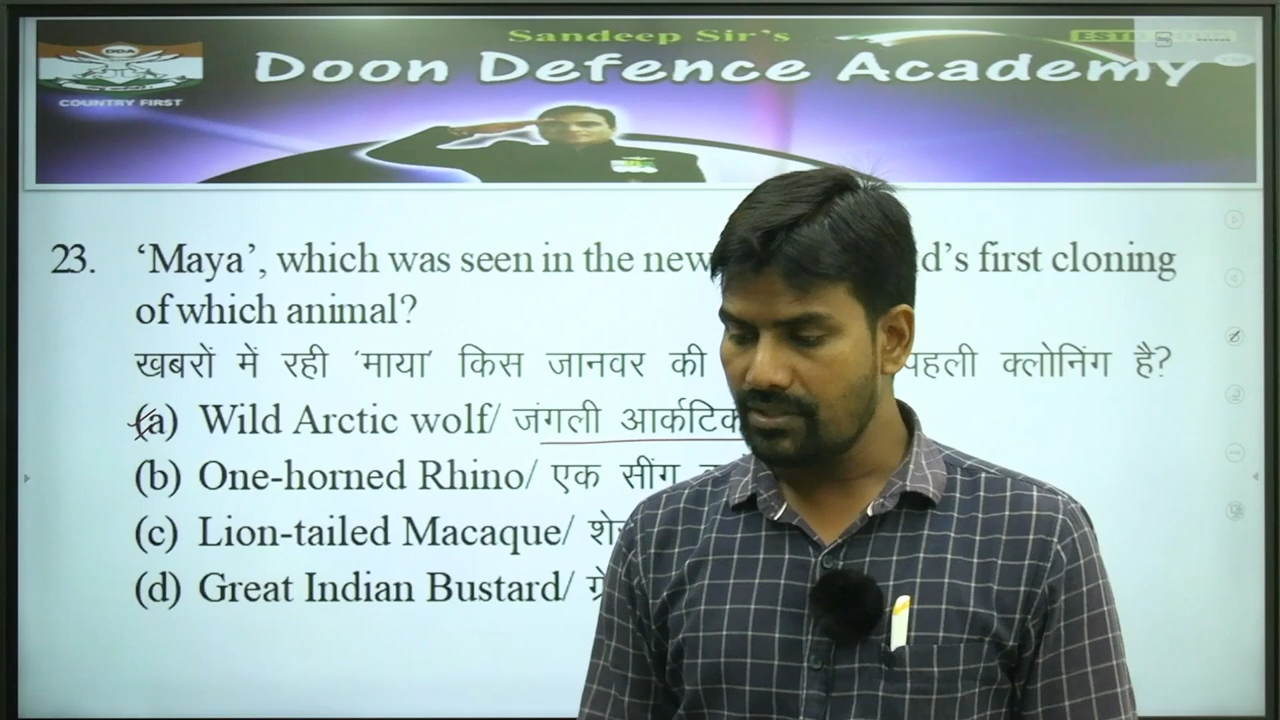 Sandeep Sir's
Doon Defence Academy
DDA
COUNTRY FIRST
23. ‘Maya’, which was seen in the new d’s first cloning
of which animal?
खबरों में रही 'माया' किस जानवर की पहली क्लोनिंग है?
(a) Wild Arctic wolf/ जंगली आर्कटिक
(b) One-horned Rhino/ एक सींग
(c) Lion-tailed Macaque/
(d) Great Indian Bustard/